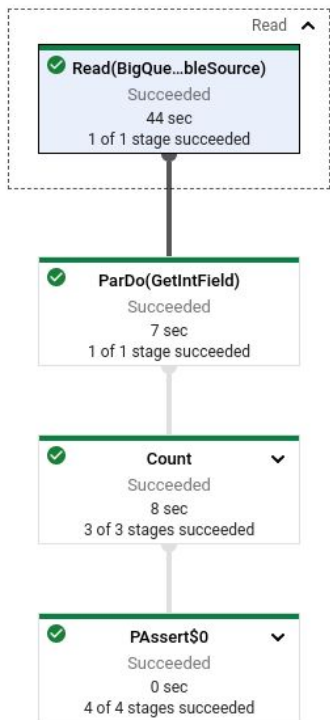 Read
Read(BigQue...bleSource)
Succeeded
44 sec
1 of 1 stage succeeded
ParDo(GetIntField)
Succeeded
7 sec
1 of 1 stage succeeded
Count
Succeeded
8 sec
3 of 3 stages succeeded
PAssert$0
Succeeded
0 sec
4 of 4 stages succeeded